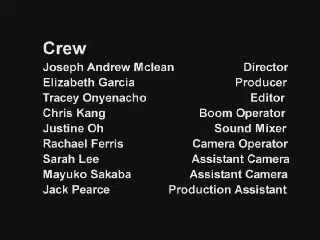 Crew
Joseph Andrew Mclean Director
Elizabeth Garcia Producer
Tracey Onyenacho Editor
Chris Kang Boom Operator
Justine Oh Sound Mixer
Rachael Ferris Camera Operator
Sarah Lee Assistant Camera
Mayuko Sakaba Assistant Camera
Jack Pearce Production Assistant